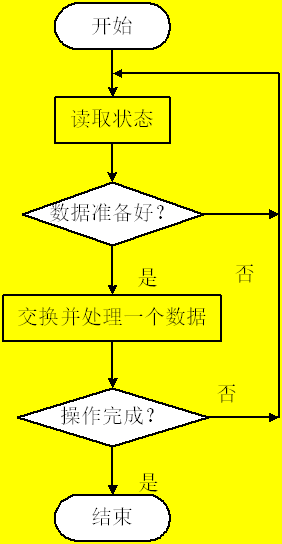 开始
读取状态
数据准备好？
否
是
交换并处理一个数据
操作完成？
否
是
结束